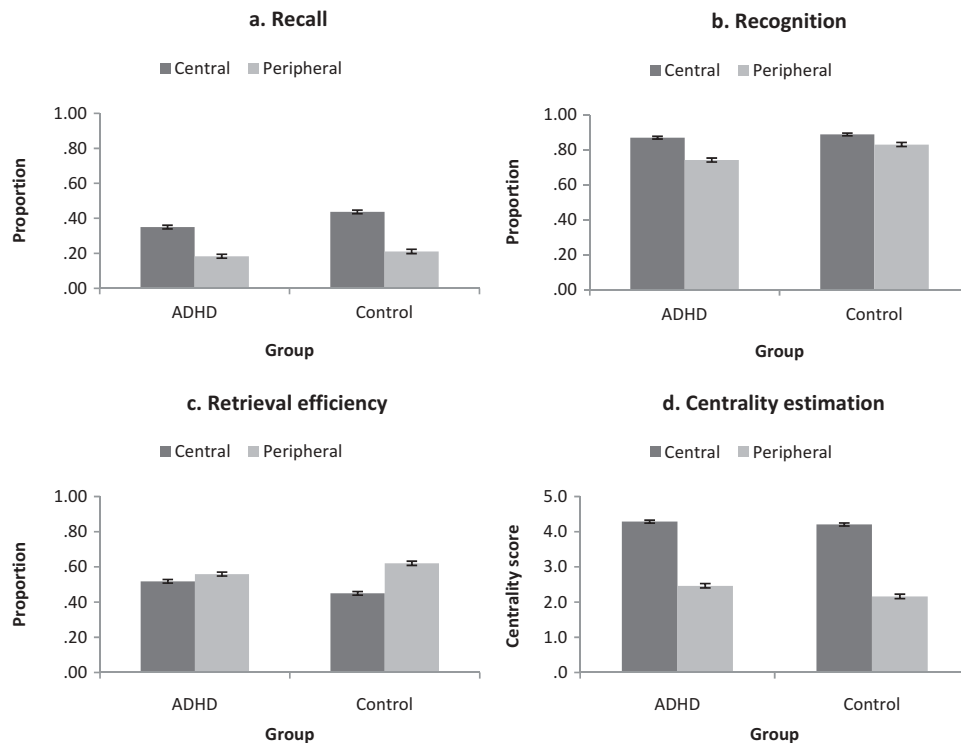 a. Recall
Central Peripheral
1.00
.80
.60
.40
.20
.00
Proportion
ADHD Control
Group
b. Recognition
Central Peripheral
1.00
.80
.60
.40
.20
.00
Proportion
ADHD Control
Group
c. Retrieval efficiency
Central Peripheral
1.00
.80
.60
.40
.20
.00
Proportion
ADHD Control
Group
d. Centrality estimation
Central Peripheral
5.0
4.0
3.0
2.0
1.0
.0
Centrality score
ADHD Control
Group